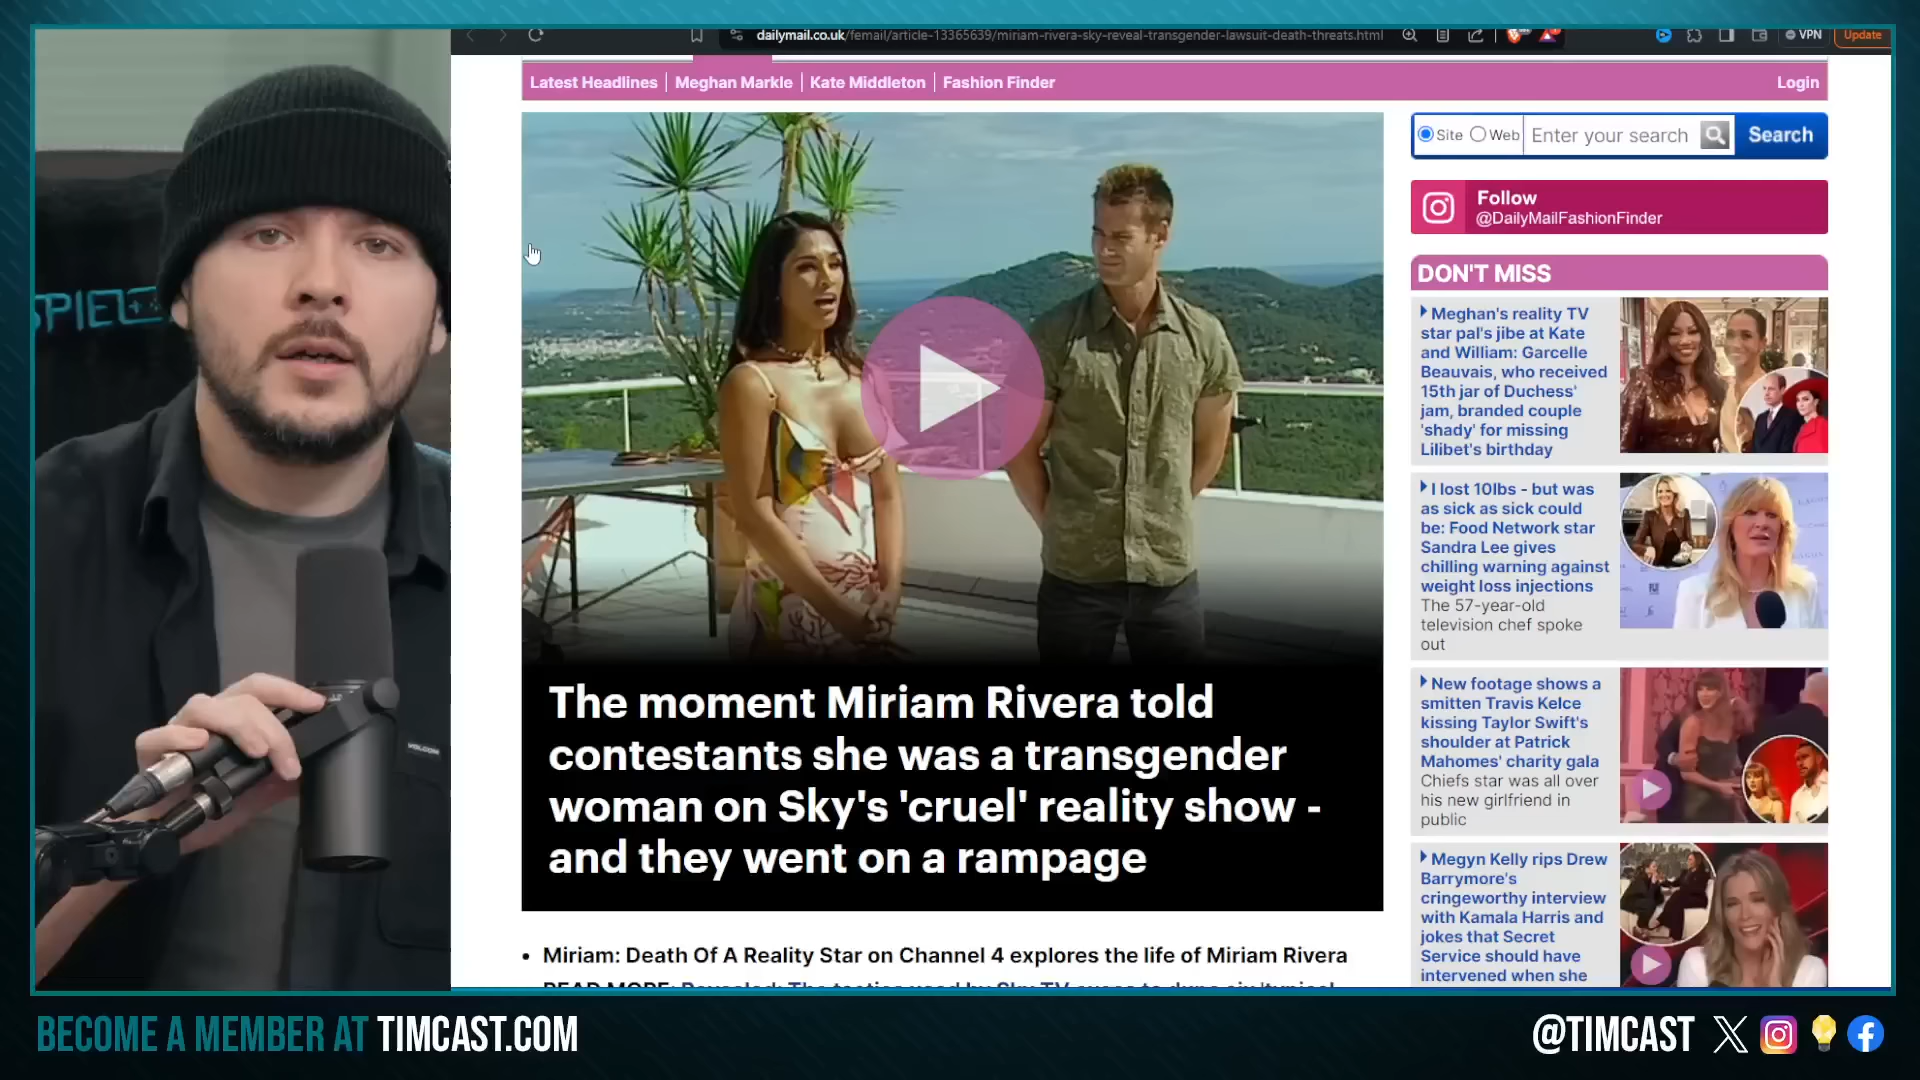 dailymail.co.uk/femail/article-13365639/miriam-rivera-sky-reveal-transgender-lawsuit-death-threats.html
VPN
Update
Latest Headlines | Meghan Markle | Kate Middleton | Fashion Finder
Login
Site Web Enter your search Search
Follow
@DailyMailFashionFinder
DON'T MISS
Meghan's reality TV
star pal's jibe at Kate
and William: Garcelle
Beauvais, who received
15th jar of Duchess'
jam, branded couple
'shady' for missing
Lilibet's birthday
I lost 10lbs - but was
as sick as sick could
be: Food Network star
Sandra Lee gives
chilling warning against
weight loss injections
The 57-year-old
television chef spoke
out
New footage shows a
smitten Travis Kelce
kissing Taylor Swift's
shoulder at Patrick
Mahomes' charity gala
Chiefs star was all over
his new girlfriend in
public
Megyn Kelly rips Drew
Barrymore's
cringeworthy interview
with Kamala Harris and
jokes that Secret
Service should have
intervened when she
The moment Miriam Rivera told
contestants she was a transgender
woman on Sky's 'cruel' reality show -
and they went on a rampage
• Miriam: Death Of A Reality Star on Channel 4 explores the life of Miriam Rivera
VOLCOM
BECOME A MEMBER AT TIMCAST.COM
@TIMCAST